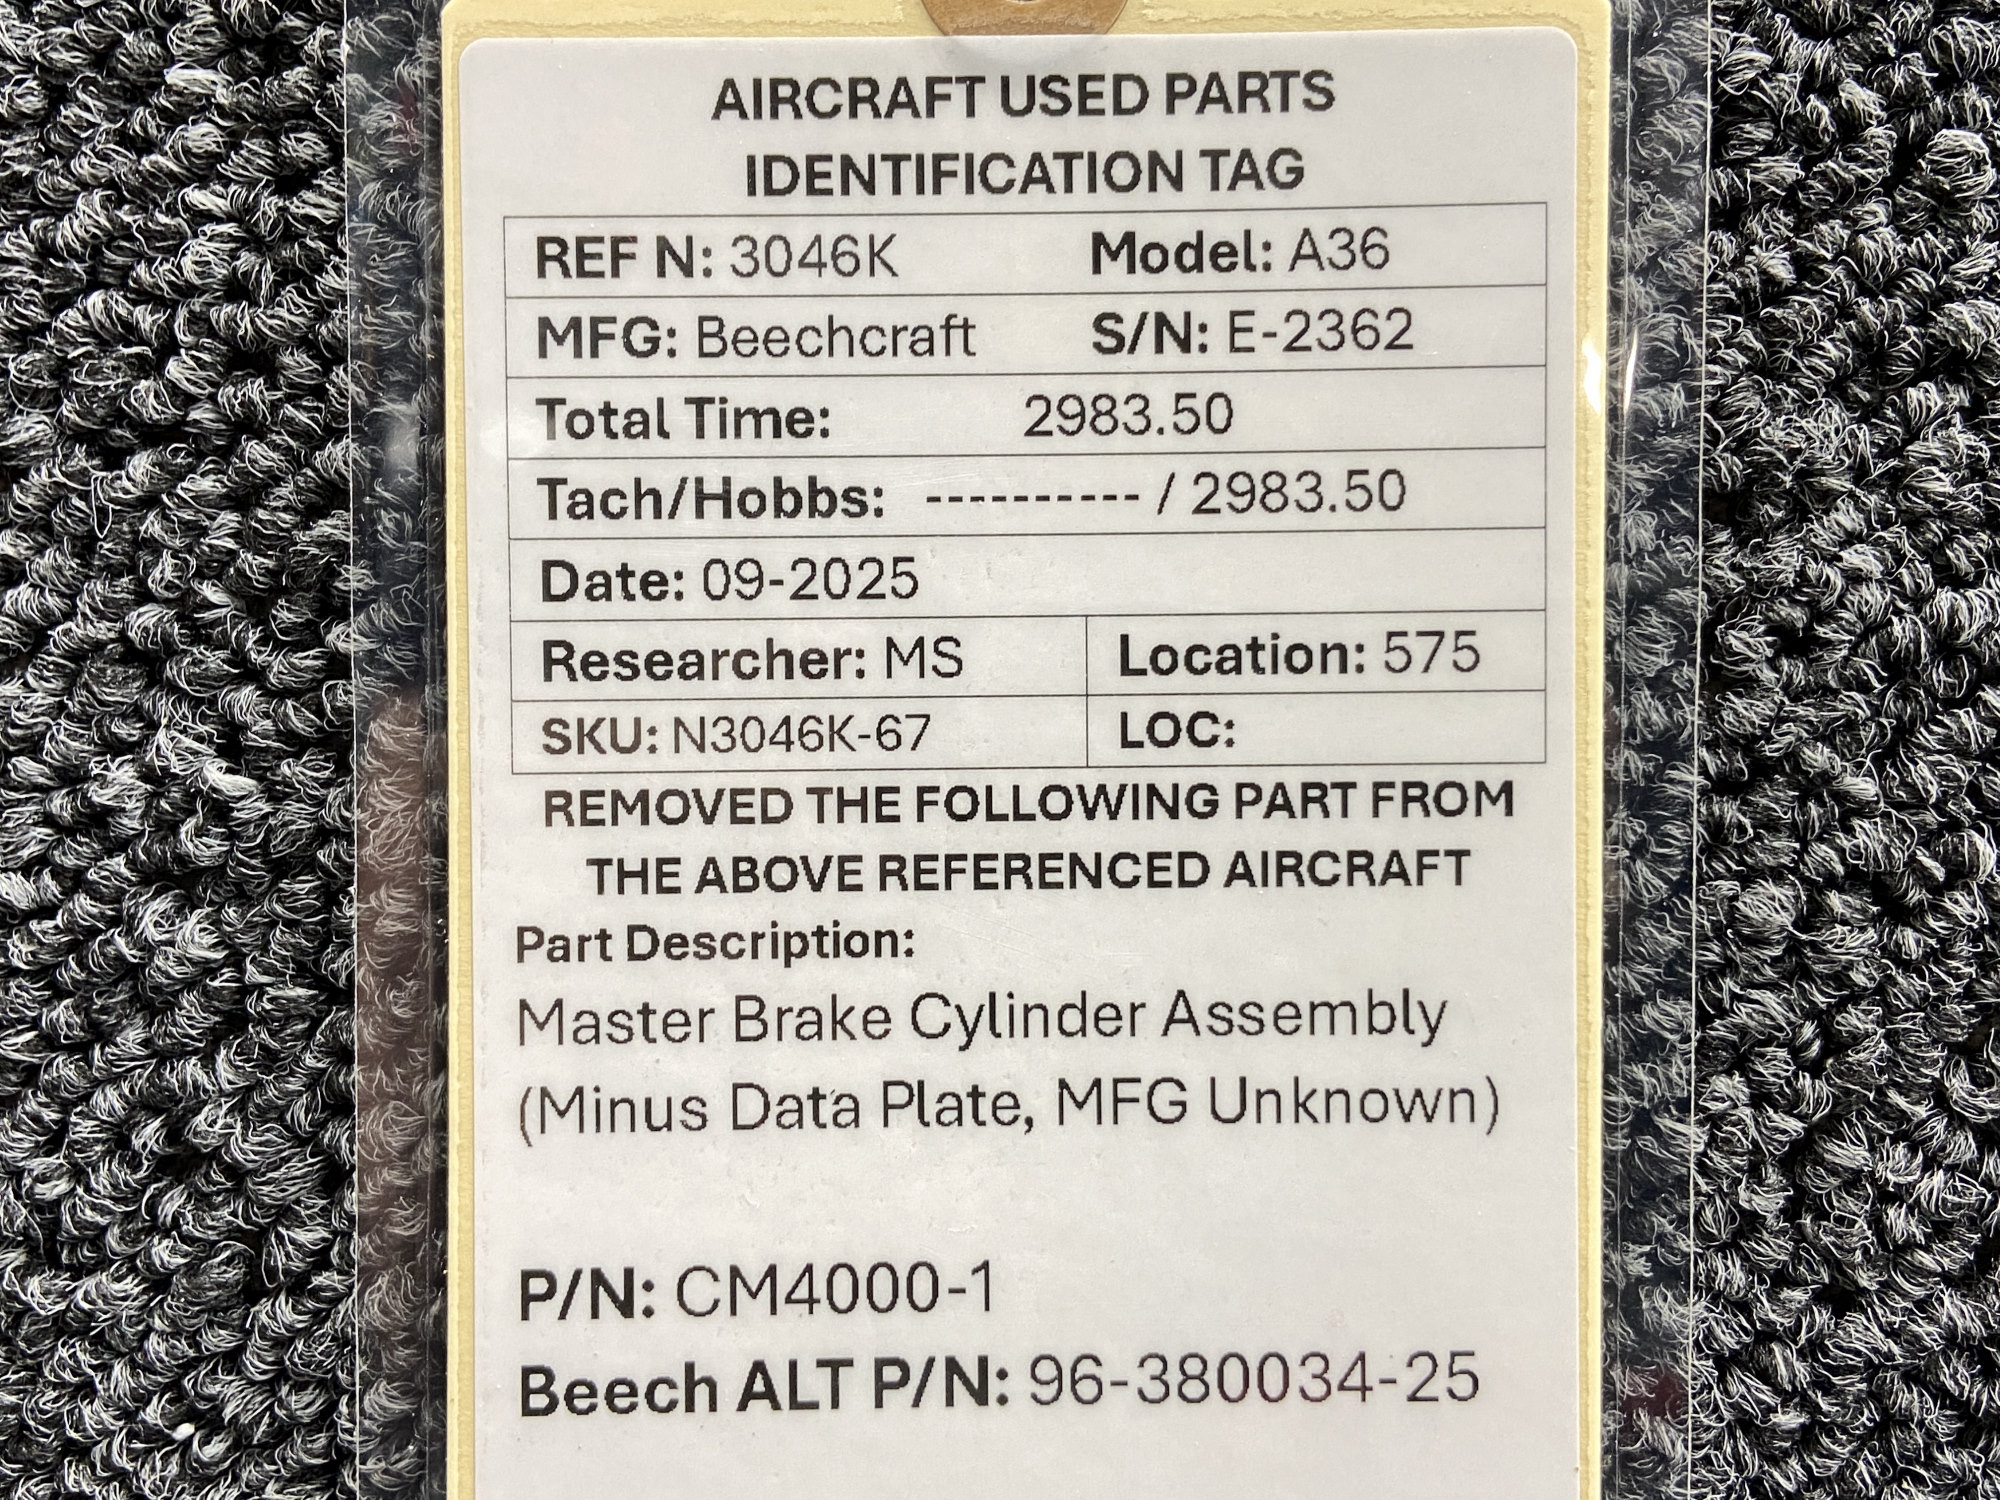 AIRCRAFT USED PARTS
IDENTIFICATION TAG
REF N: 3046K Model: A36
MFG: Beechcraft S/N: E-2362
Total Time: 2983.50
Tach/Hobbs: ---------- / 2983.50
Date: 09-2025
Researcher: MS Location: 575
SKU: N3046K-67 LOC:
REMOVED THE FOLLOWING PART FROM
THE ABOVE REFERENCED AIRCRAFT
Part Description:
Master Brake Cylinder Assembly
(Minus Data Plate, MFG Unknown)
P/N: CM4000-1
Beech ALT P/N: 96-380034-25